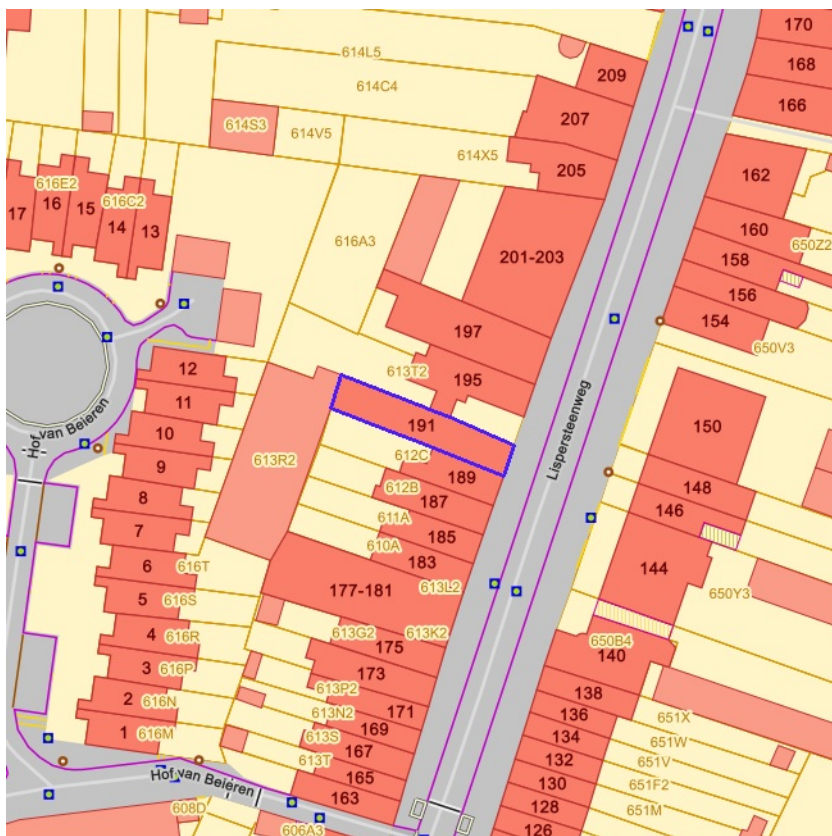 170
168
166
614L5
614C4
209
207
614S3
614V5
614X5
205
162
160
650Z2
158
156
154
650V3
616E2
616C2
17
16
15
14
13
616A3
201-203
197
195
613T2
191
12
11
10
9
8
7
6
5
4
3
2
1
Hof van Beieren
613R2
612C
612B
611A
610A
189
187
185
183
177-181
613L2
Lispersteenweg
150
148
146
144
650Y3
650B4
140
138
136
134
132
130
128
126
651X
651W
651V
651F2
651M
616T
616S
616R
616P
616N
616M
613G2
613K2
175
173
613P2
171
613N2
169
613S
167
613T
165
163
Hof van Beieren
608D
606A3